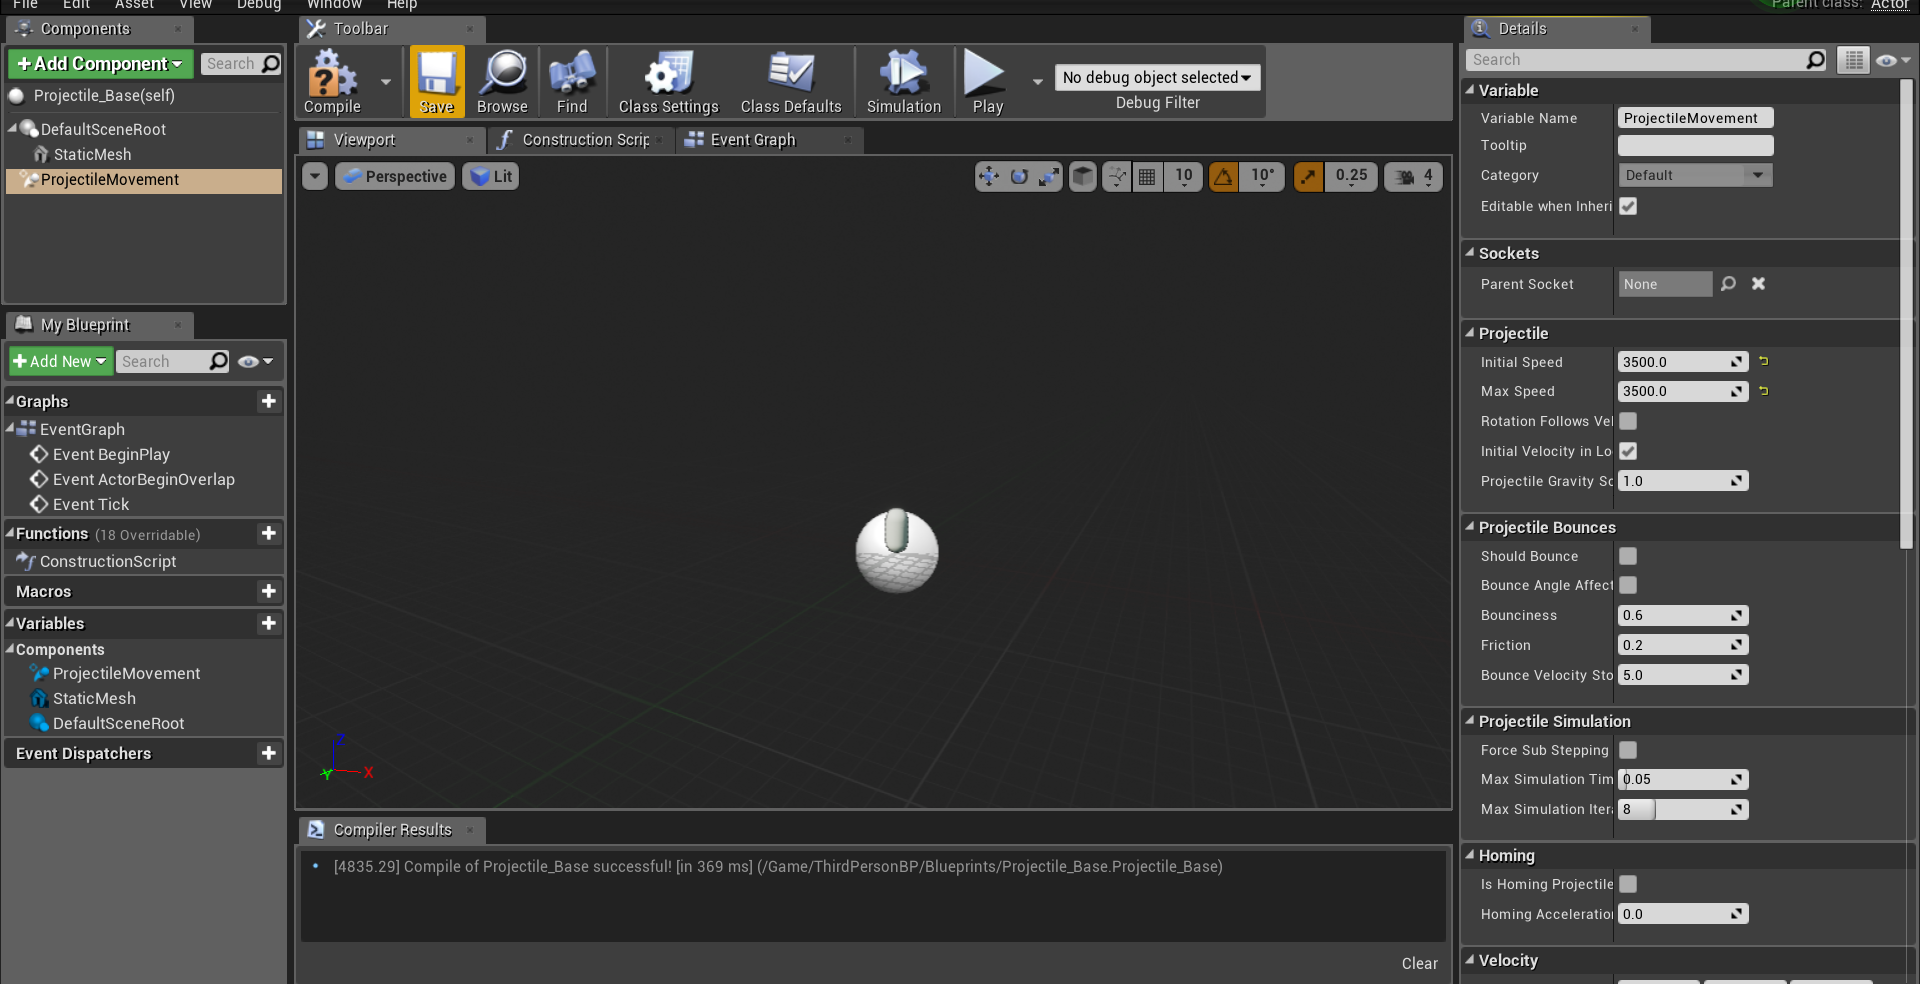 File Edit Asset View Debug Window Help
Parent class: Actor
Components
Add Component
Search
Projectile_Base(self)
DefaultSceneRoot
StaticMesh
ProjectileMovement
My Blueprint
Add New
Search
Graphs
EventGraph
Event BeginPlay
Event ActorBeginOverlap
Event Tick
Functions (18 Overridable)
ConstructionScript
Macros
Variables
Components
ProjectileMovement
StaticMesh
DefaultSceneRoot
Event Dispatchers
Toolbar
Compile
Save
Browse
Find
Class Settings
Class Defaults
Simulation
Play
No debug object selected
Debug Filter
Viewport
Construction Scrip
Event Graph
Perspective
Lit
10
10°
0.25
4
Z
Y
X
Compiler Results
[4835.29] Compile of Projectile_Base successful! [in 369 ms] (/Game/ThirdPersonBP/Blueprints/Projectile_Base.Projectile_Base)
Clear
Details
Search
Variable
Variable Name ProjectileMovement
Tooltip
Category Default
Editable when Inheri
Sockets
Parent Socket None
Projectile
Initial Speed 3500.0
Max Speed 3500.0
Rotation Follows Vel
Initial Velocity in Lo
Projectile Gravity Sc 1.0
Projectile Bounces
Should Bounce
Bounce Angle Affect
Bounciness 0.6
Friction 0.2
Bounce Velocity Sto 5.0
Projectile Simulation
Force Sub Stepping
Max Simulation Tim 0.05
Max Simulation Itera 8
Homing
Is Homing Projectile
Homing Acceleration 0.0
Velocity